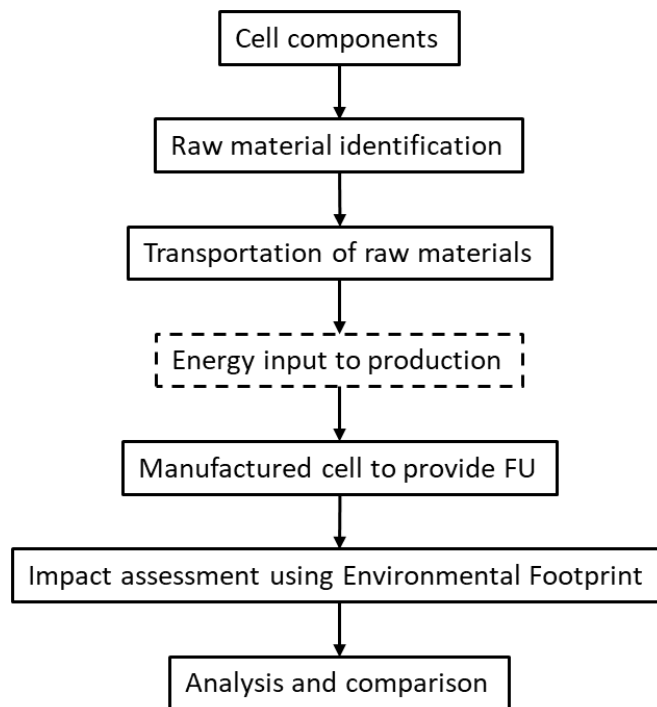 Cell components
Raw material identification
Transportation of raw materials
Energy input to production
Manufactured cell to provide FU
Impact assessment using Environmental Footprint
Analysis and comparison